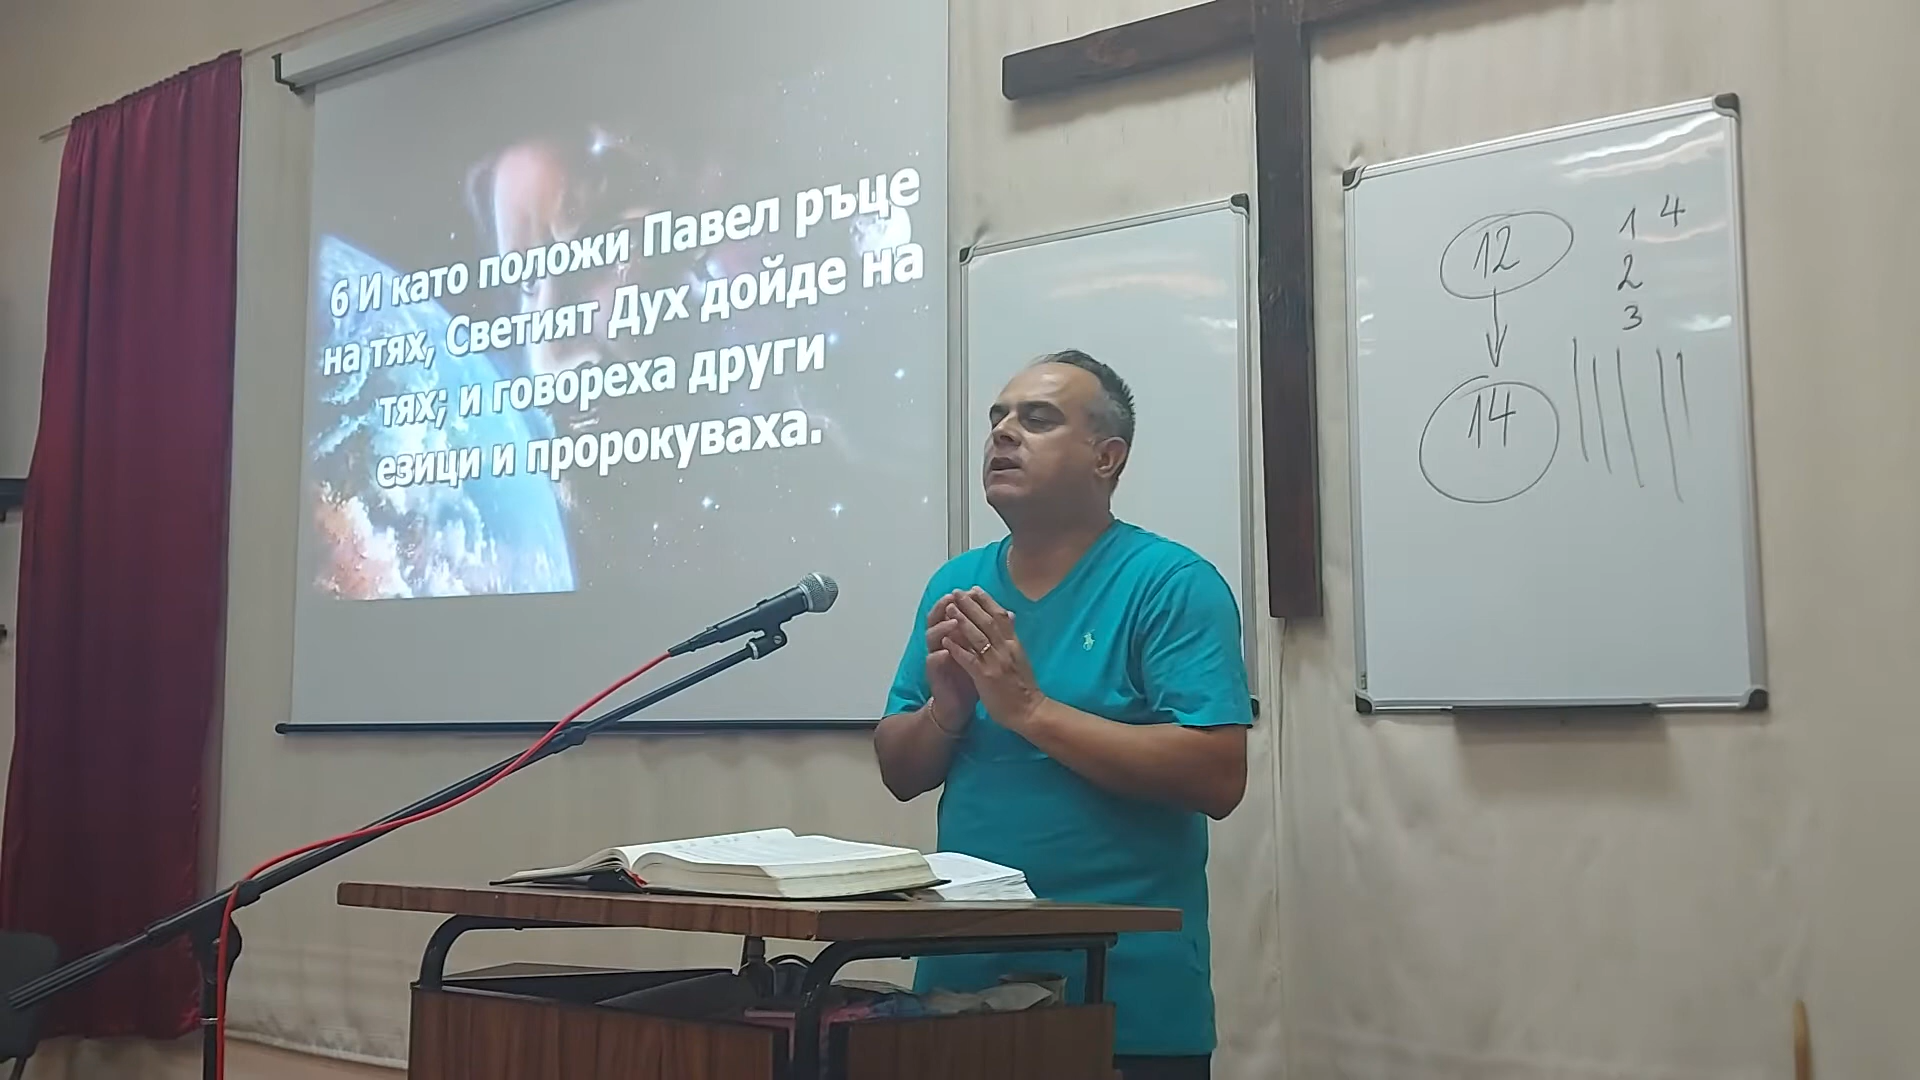 6 И като положи Павел ръце
на тях, Светият Дух дойде на
тях; и говореха други
езици и пророкуваха.
12
14
1 4
2
3